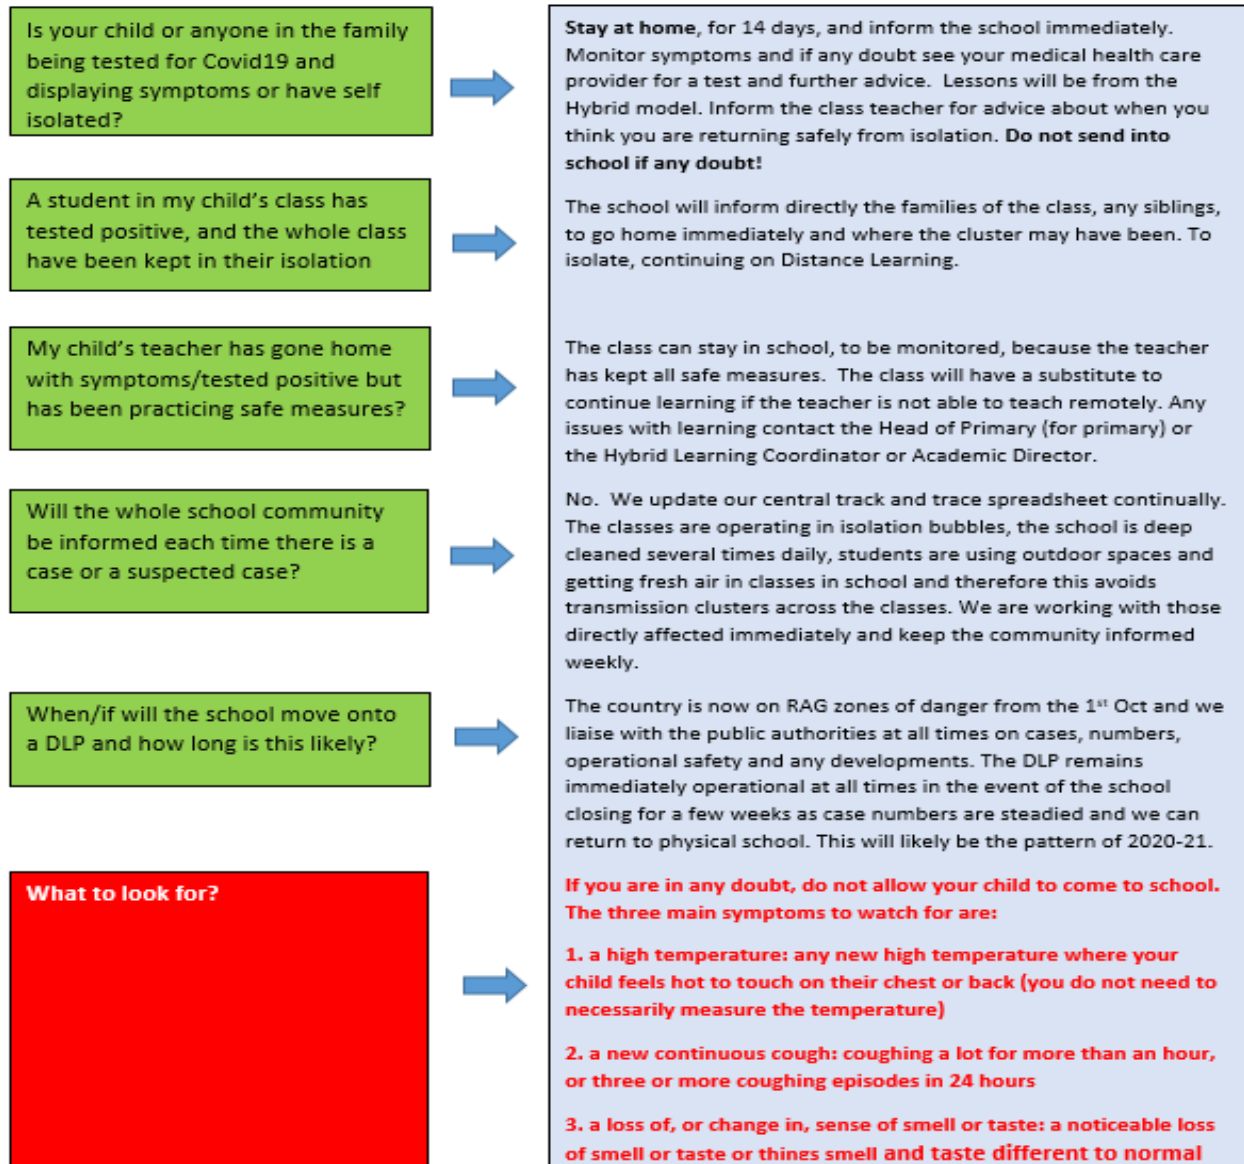 Is your child or anyone in the family
being tested for Covid19 and
displaying symptoms or have self
isolated?
Stay at home, for 14 days, and inform the school immediately.
Monitor symptoms and if any doubt see your medical health care
provider for a test and further advice. Lessons will be from the
Hybrid model. Inform the class teacher for advice about when you
think you are returning safely from isolation. Do not send into
school if any doubt!
A student in my child's class has
tested positive, and the whole class
have been kept in their isolation
The school will inform directly the families of the class, any siblings,
to go home immediately and where the cluster may have been. To
isolate, continuing on Distance Learning.
My child's teacher has gone home
with symptoms/tested positive but
has been practicing safe measures?
The class can stay in school, to be monitored, because the teacher
has kept all safe measures. The class will have a substitute to
continue learning if the teacher is not able to teach remotely. Any
issues with learning contact the Head of Primary (for primary) or
the Hybrid Learning Coordinator or Academic Director.
Will the whole school community
be informed each time there is a
case or a suspected case?
No. We update our central track and trace spreadsheet continually.
The classes are operating in isolation bubbles, the school is deep
cleaned several times daily, students are using outdoor spaces and
getting fresh air in classes in school and therefore this avoids
transmission clusters across the classes. We are working with those
directly affected immediately and keep the community informed
weekly.
When/if will the school move onto
a DLP and how long is this likely?
The country is now on RAG zones of danger from the 1st Oct and we
liaise with the public authorities at all times on cases, numbers,
operational safety and any developments. The DLP remains
immediately operational at all times in the event of the school
closing for a few weeks as case numbers are steadied and we can
return to physical school. This will likely be the pattern of 2020-21.
What to look for?
If you are in any doubt, do not allow your child to come to school.
The three main symptoms to watch for are:
1. a high temperature: any new high temperature where your
child feels hot to touch on their chest or back (you do not need to
necessarily measure the temperature)
2. a new continuous cough: coughing a lot for more than an hour,
or three or more coughing episodes in 24 hours
3. a loss of, or change in, sense of smell or taste: a noticeable loss
of smell or taste or things smell and taste different to normal